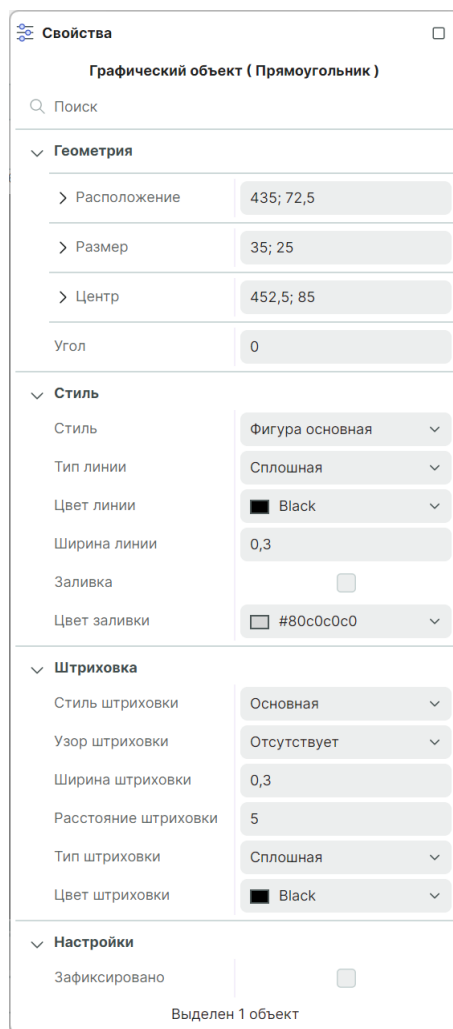 Свойства
Графический объект ( Прямоугольник )
Поиск
Геометрия
Расположение 435; 72,5
Размер 35; 25
Центр 452,5; 85
Угол 0
Стиль
Стиль Фигура основная
Тип линии Сплошная
Цвет линии Black
Ширина линии 0,3
Заливка
Цвет заливки #80c0c0c0
Штриховка
Стиль штриховки Основная
Узор штриховки Отсутствует
Ширина штриховки 0,3
Расстояние штриховки 5
Тип штриховки Сплошная
Цвет штриховки Black
Настройки
Зафиксировано
Выделен 1 объект